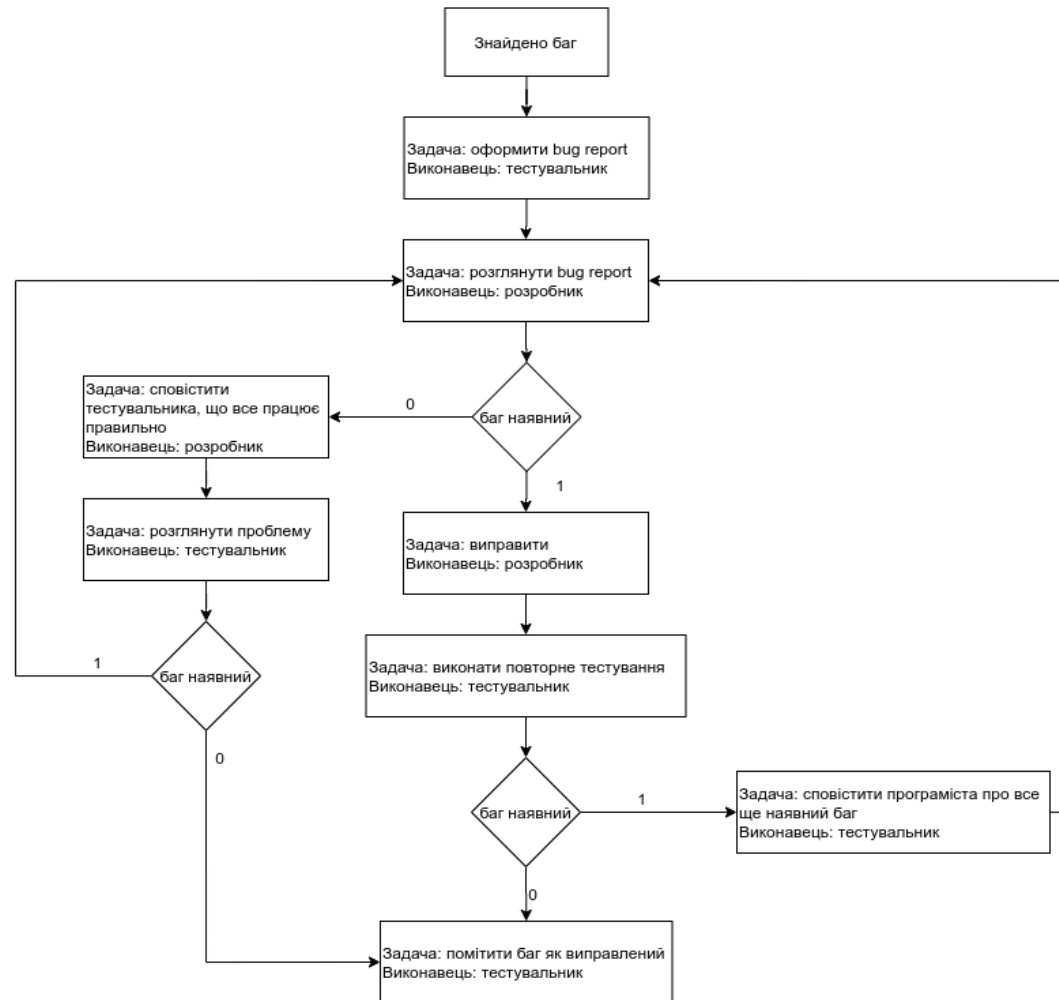 Знайдено баг
Задача: оформити bug report
Виконавець: тестувальник
Задача: розглянути bug report
Виконавець: розробник
баг наявний
0
1
Задача: сповістити
тестувальника, що все працює
правильно
Виконавець: розробник
Задача: розглянути проблему
Виконавець: тестувальник
баг наявний
1
0
Задача: виправити
Виконавець: розробник
Задача: виконати повторне тестування
Виконавець: тестувальник
баг наявний
1
0
Задача: сповістити програміста про все
ще наявний баг
Виконавець: тестувальник
Задача: помітити баг як виправлений
Виконавець: тестувальник